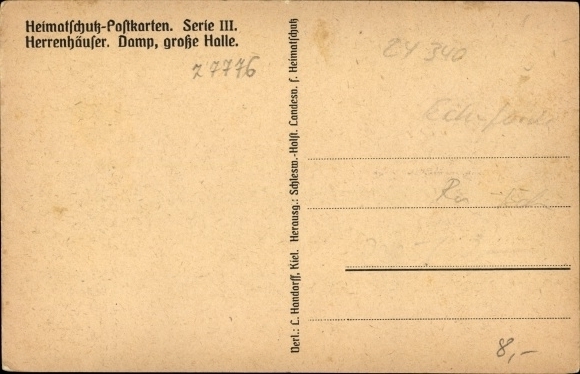 Heimatschutz-Postkarten. Serie III.
Herrenhäuser. Damp, große Halle.
Z 7776
Verl.: L. Handorff, Kiel. Herausg.: Schlesw.-Holst. Landesv. f. Heimatschutz
24 340
8,-